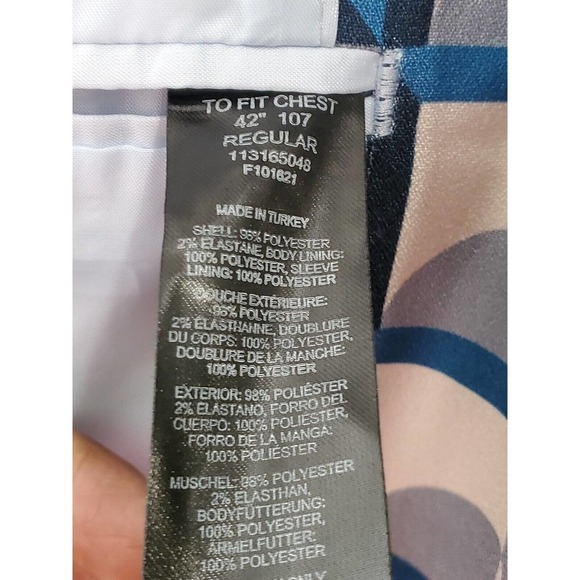 TO FIT CHEST
42" 107
REGULAR
113165048
F101621
MADE IN TURKEY
SHELL: 98% POLYESTER
2% ELASTANE, BODY LINING:
100% POLYESTER, SLEEVE
LINING: 100% POLYESTER
COUCHE EXTÉRIEURE:
98% POLYESTER
2% ÉLASTHANNE, DOUBLURE
DU CORPS: 100% POLYESTER,
DOUBLURE DE LA MANCHE:
100% POLYESTER
EXTERIOR: 98% POLIÉSTER
2% ELASTANO, FORRO DEL
CUERPO: 100% POLIÉSTER,
FORRO DE LA MANGA:
100% POLIÉSTER
MUSCHEL: 98% POLYESTER
2% ELASTHAN,
BODYFÜTTERUNG:
100% POLYESTER,
ÄRMELFUTTER:
100% POLYESTER
ONLY